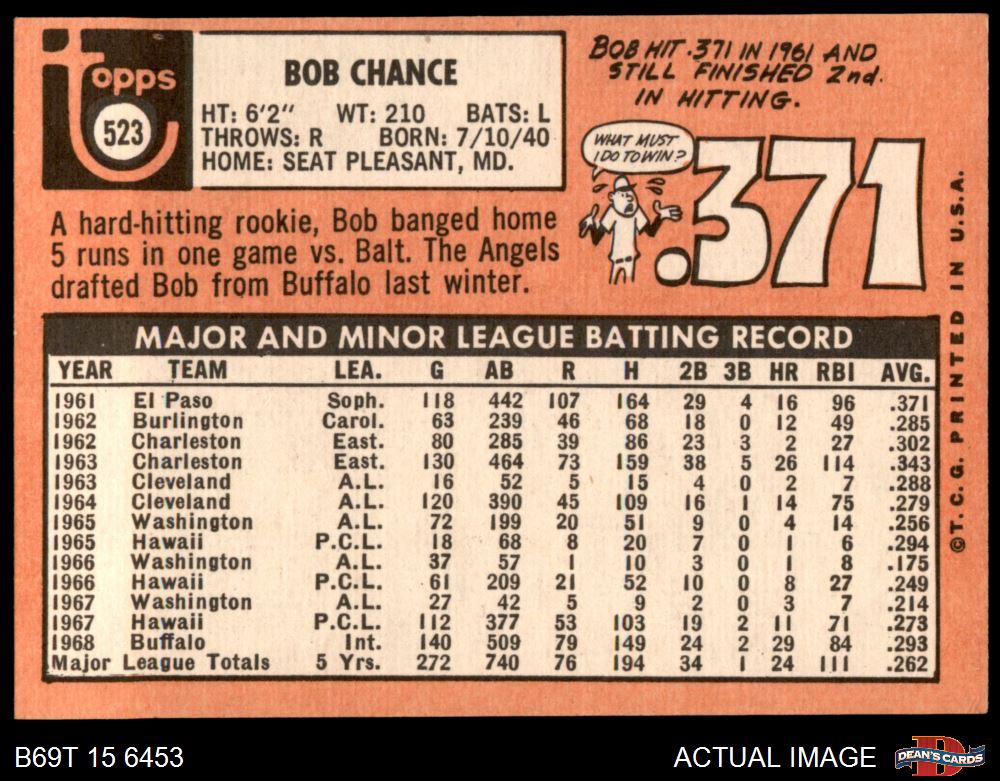 topps
523
BOB CHANCE
HT: 6'2" WT: 210 BATS: L
THROWS: R BORN: 7/10/40
HOME: SEAT PLEASANT, MD.
BOB HIT .371 IN 1961 AND
STILL FINISHED 2nd.
IN HITTING.
WHAT MUST
I DO TO WIN?
.371
A hard-hitting rookie, Bob banged home
5 runs in one game vs. Balt. The Angels
drafted Bob from Buffalo last winter.
MAJOR AND MINOR LEAGUE BATTING RECORD
YEAR TEAM LEA. G AB R H 2B 3B HR RBI AVG.
1961 El Paso Soph. 118 442 107 164 29 4 16 96 .371
1962 Burlington Carol. 63 239 46 68 18 0 12 49 .285
1962 Charleston East. 80 285 39 86 23 3 2 27 .302
1963 Charleston East. 130 464 73 159 38 5 26 114 .343
1963 Cleveland A.L. 16 52 5 15 4 0 2 7 .288
1964 Cleveland A.L. 120 390 45 109 16 1 14 75 .279
1965 Washington A.L. 72 199 20 51 9 0 4 14 .256
1965 Hawaii P.C.L. 18 68 8 20 7 0 1 6 .294
1966 Washington A.L. 37 57 1 10 3 0 1 8 .175
1966 Hawaii P.C.L. 61 209 21 52 10 0 8 27 .249
1967 Washington A.L. 27 42 5 9 2 0 3 7 .214
1967 Hawaii P.C.L. 112 377 53 103 19 2 11 71 .273
1968 Buffalo Int. 140 509 79 149 24 2 29 84 .293
Major League Totals 5 Yrs. 272 740 76 194 34 1 24 111 .262
©T. C. G. PRINTED IN U.S.A.
B69T 15 6453
ACTUAL IMAGE
DEAN'S CARDS